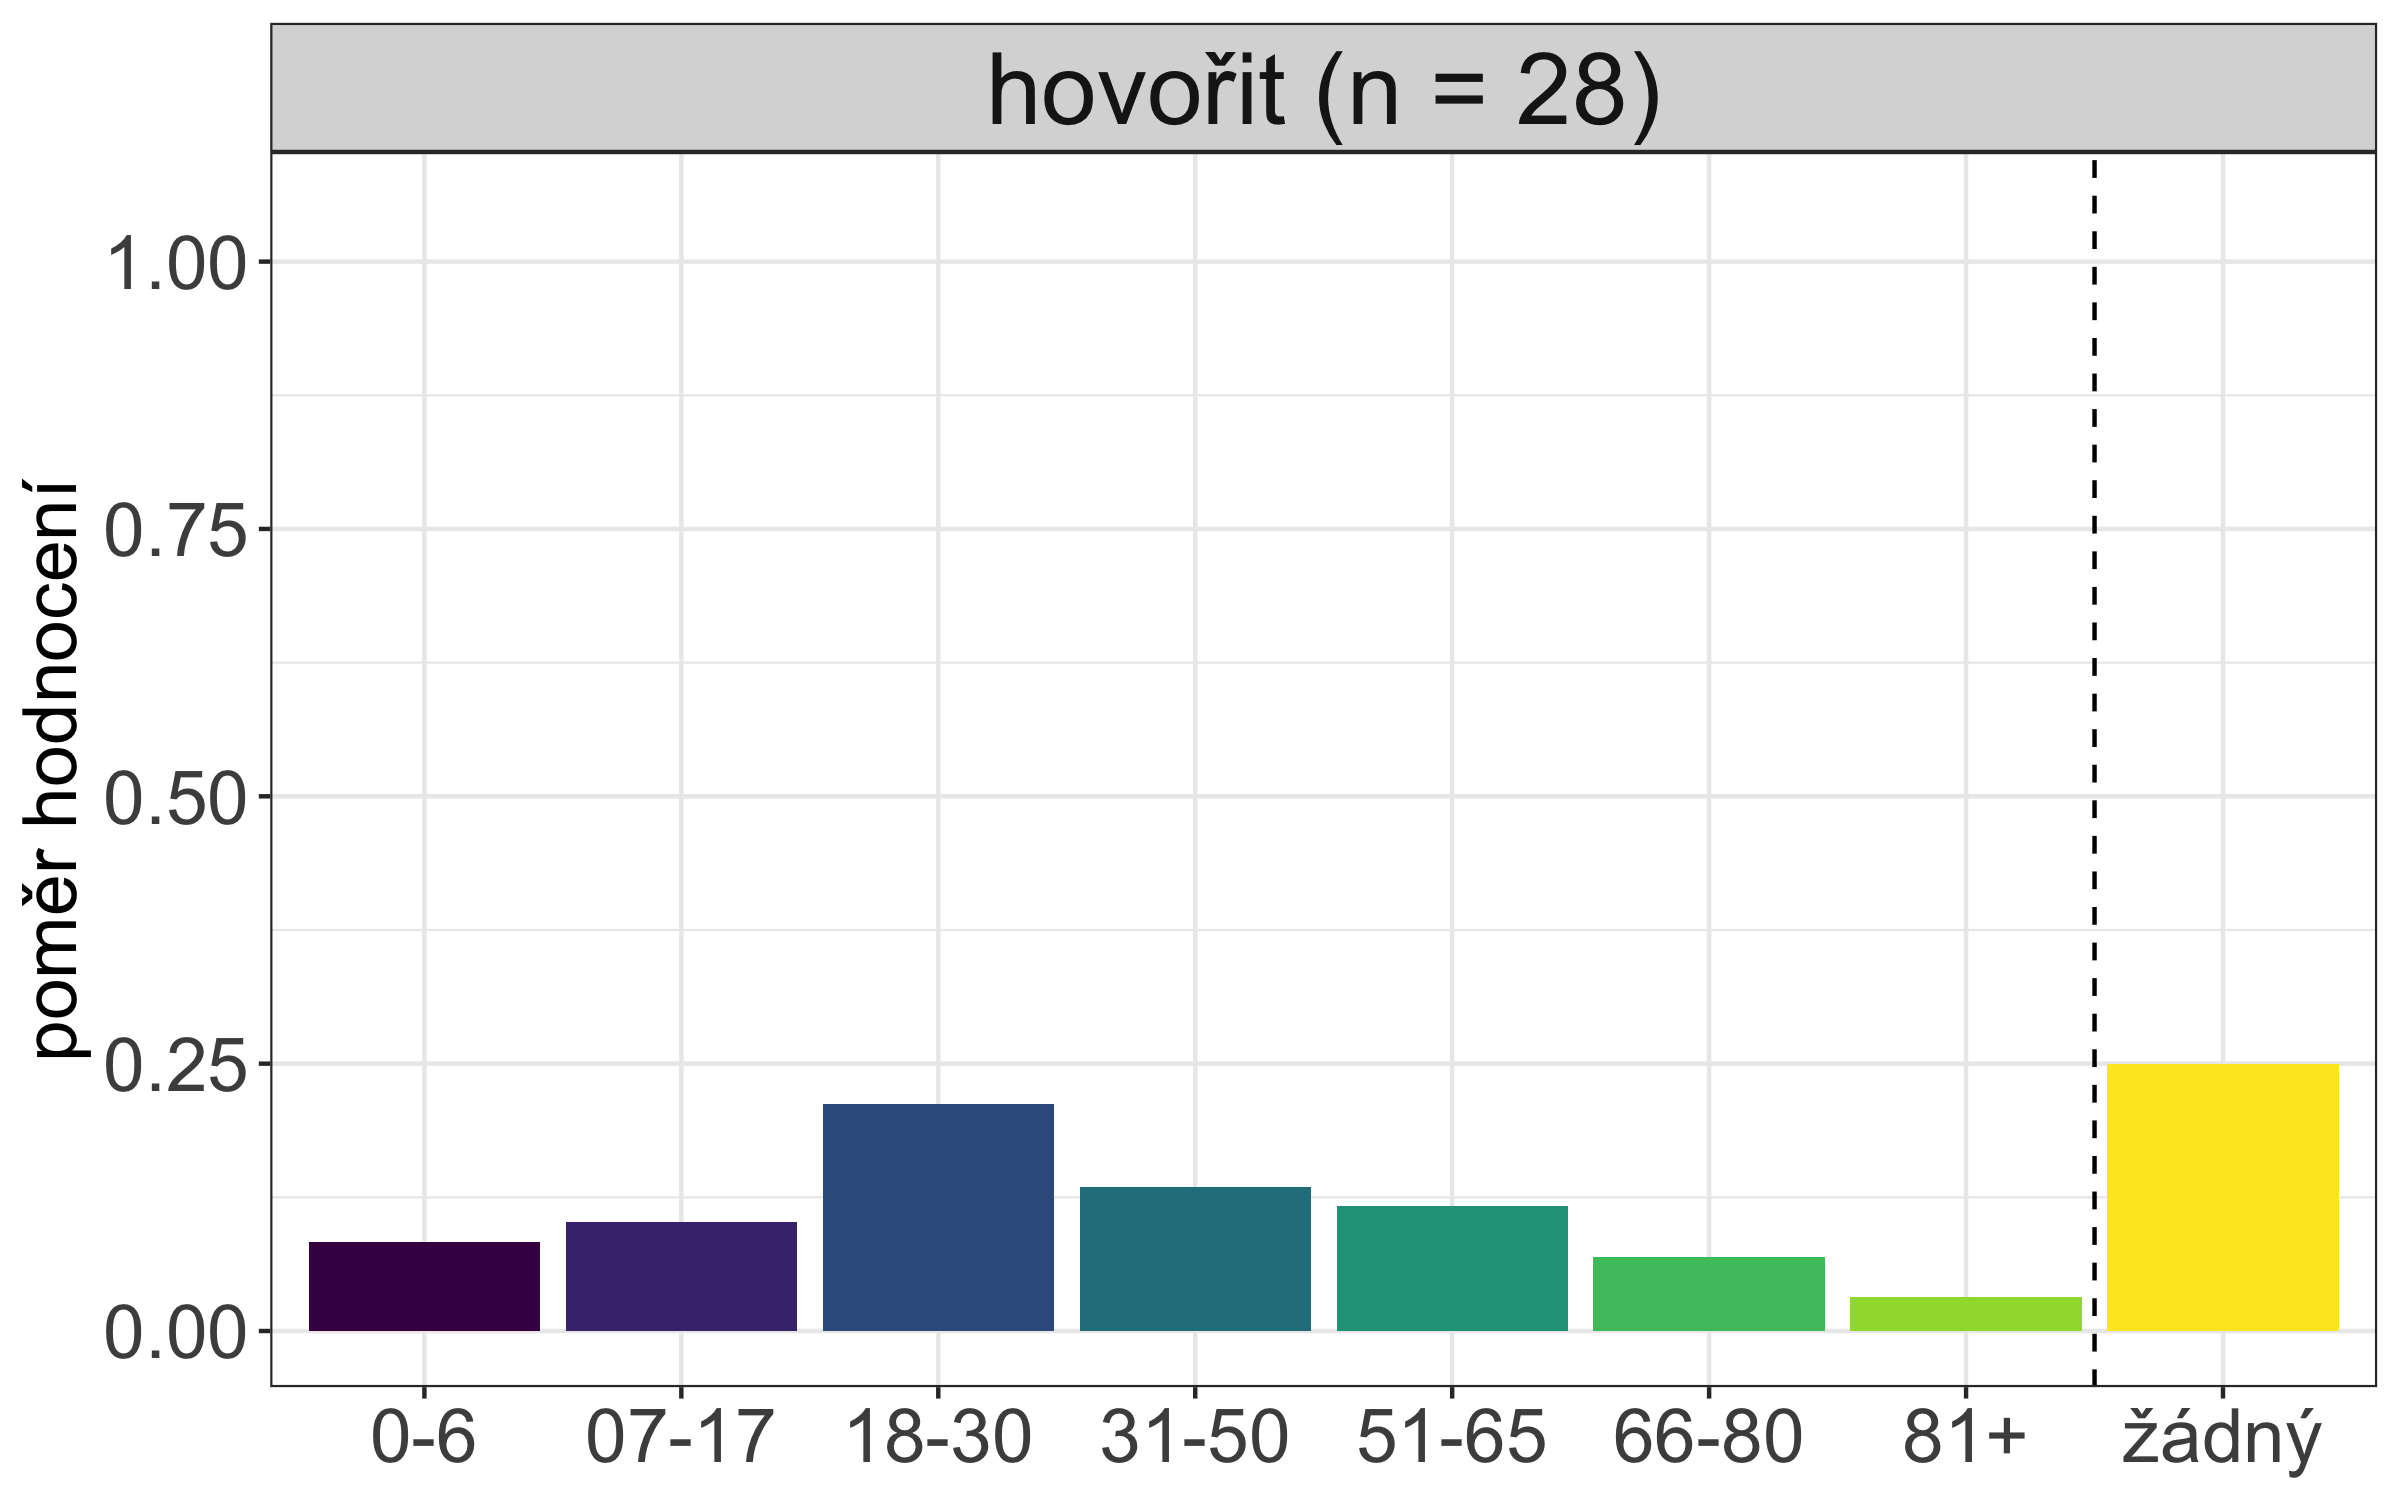 hovořit (n = 28)
poměr hodnocení
1.00
0.75
0.50
0.25
0.00
0-6 07-17 18-30 31-50 51-65 66-80 81+ žádný